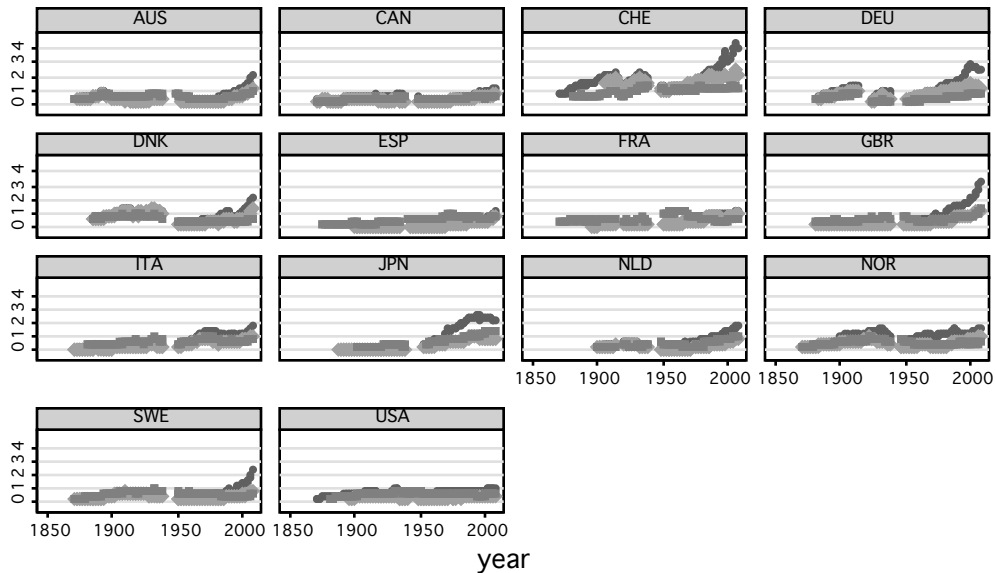 AUS CAN CHE DEU
0 1 2 3 4
DNK ESP FRA GBR
0 1 2 3 4
ITA JPN NLD NOR
0 1 2 3 4
1850 1900 1950 2000 1850 1900 1950 2000
SWE USA
0 1 2 3 4
1850 1900 1950 2000 1850 1900 1950 2000
year